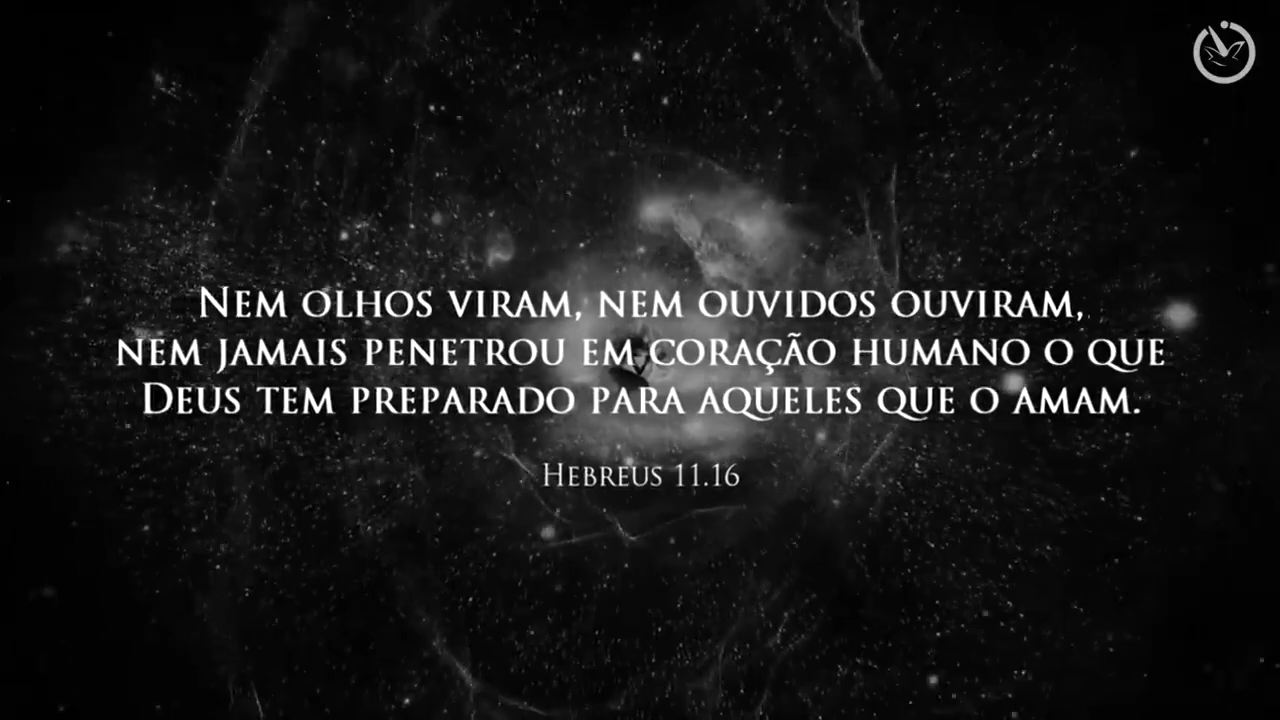 Nem olhos viram, nem ouvidos ouviram,
nem jamais penetrou em coração humano o que
Deus tem preparado para aqueles que o amam.
Hebreus 11.16